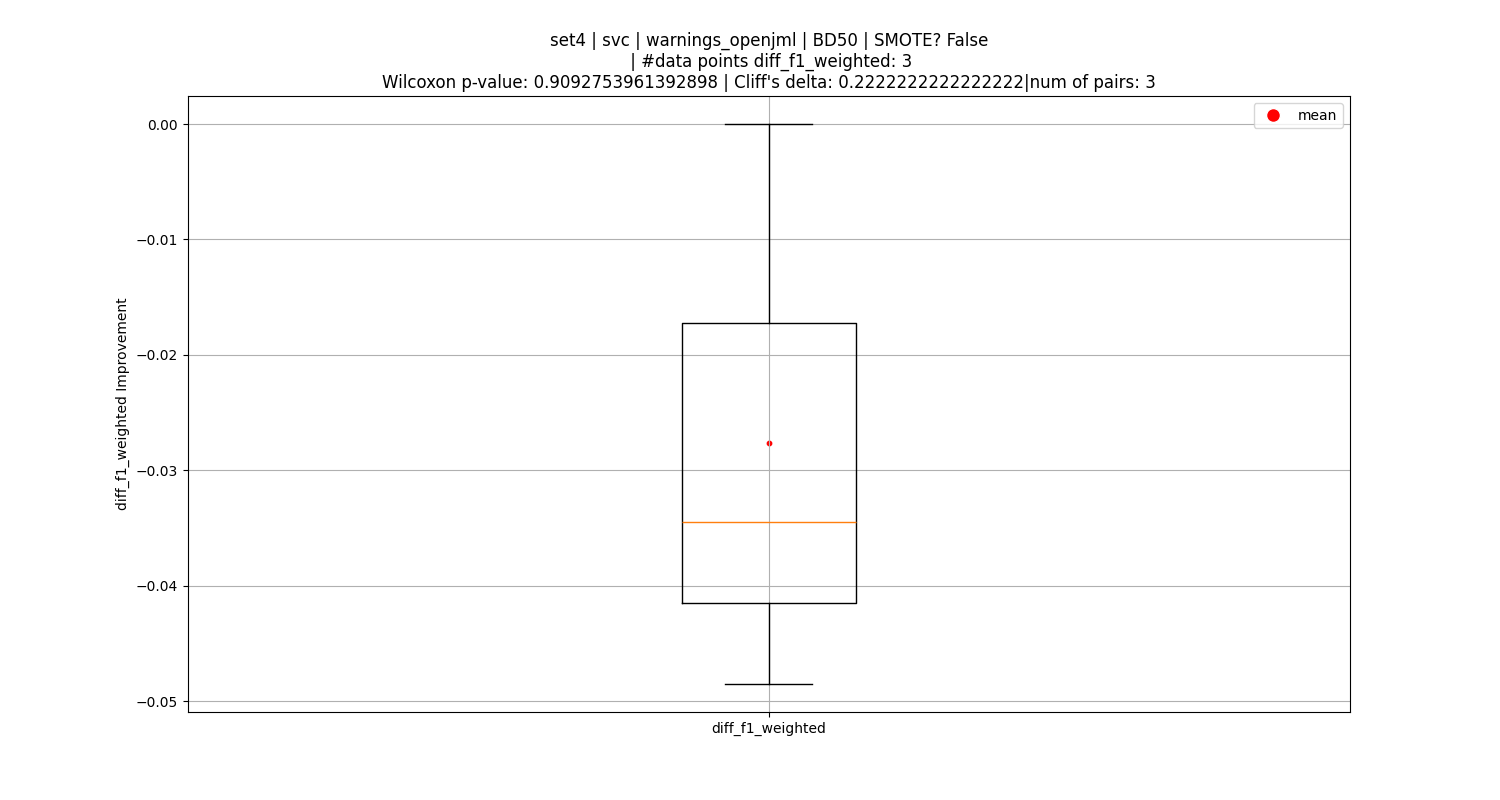 set4 | svc | warnings_openjml | BD50 | SMOTE? False
| #data points diff_f1_weighted: 3
Wilcoxon p-value: 0.9092753961392898 | Cliff's delta: 0.2222222222222222|num of pairs: 3
mean
0.00
−0.01
−0.02
−0.03
−0.04
−0.05
diff_f1_weighted Improvement
diff_f1_weighted